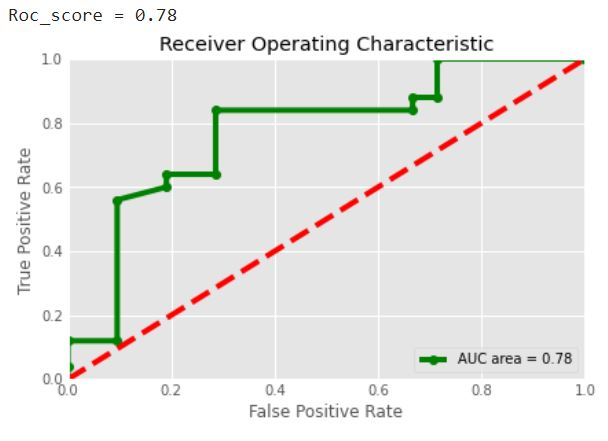 Roc_score = 0.78
Receiver Operating Characteristic
1.0
0.8
0.6
0.4
0.2
0.0
True Positive Rate
AUC area = 0.78
0.0 0.2 0.4 0.6 0.8 1.0
False Positive Rate